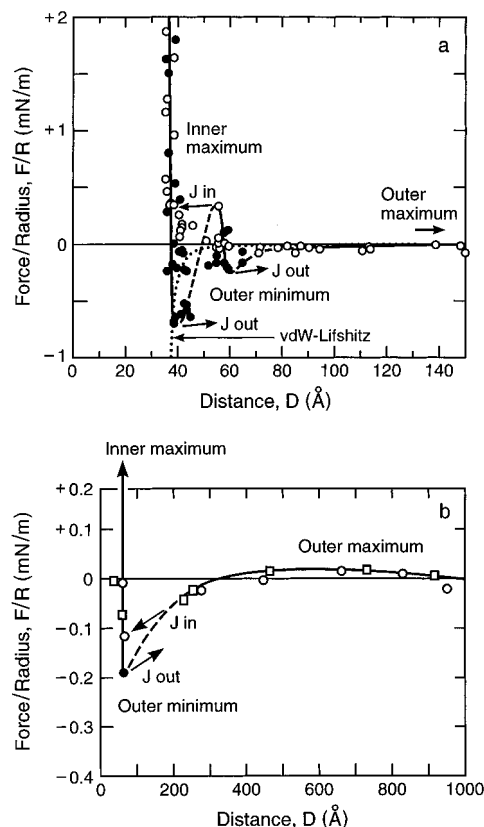 +2
a
+1
0
−1
Inner
maximum
J in
Outer
maximum
J out
Outer minimum
J out
vdW-Lifshitz
0 20 40 60 80 100 120 140
Force/Radius, F/R (mN/m)
Distance, D (Å)
Inner maximum
+0.2
b
+0.1
0
−0.1
−0.2
−0.3
−0.4
Outer maximum
J in
J out
Outer minimum
0 200 400 600 800 1000
Force/Radius, F/R (mN/m)
Distance, D (Å)